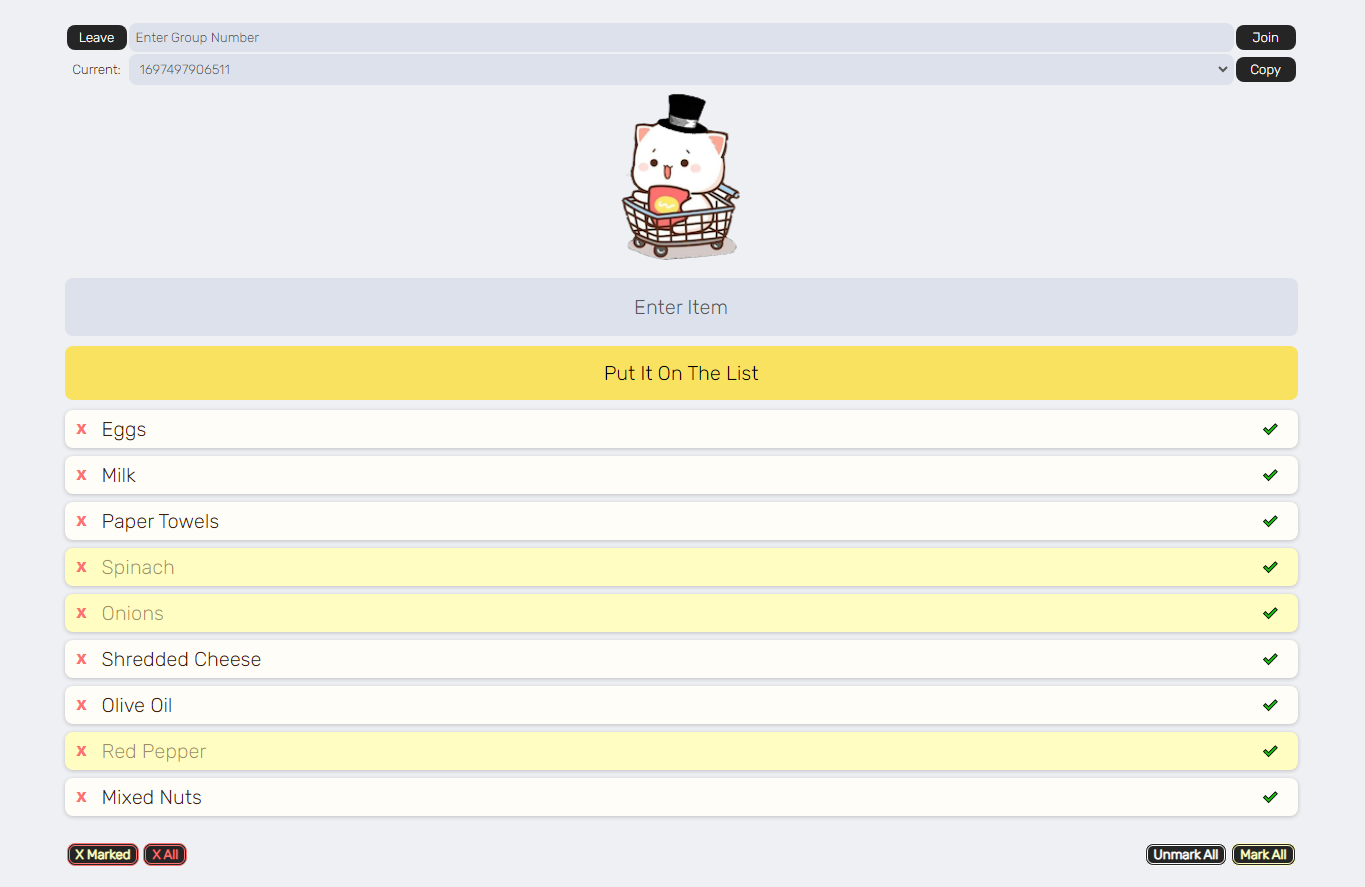 Leave Enter Group Number Join
Current: 1697497906511 Copy
Enter Item
Put It On The List
X Eggs
X Milk
X Paper Towels
X Spinach
X Onions
X Shredded Cheese
X Olive Oil
X Red Pepper
X Mixed Nuts
X Marked X All Unmark All Mark All